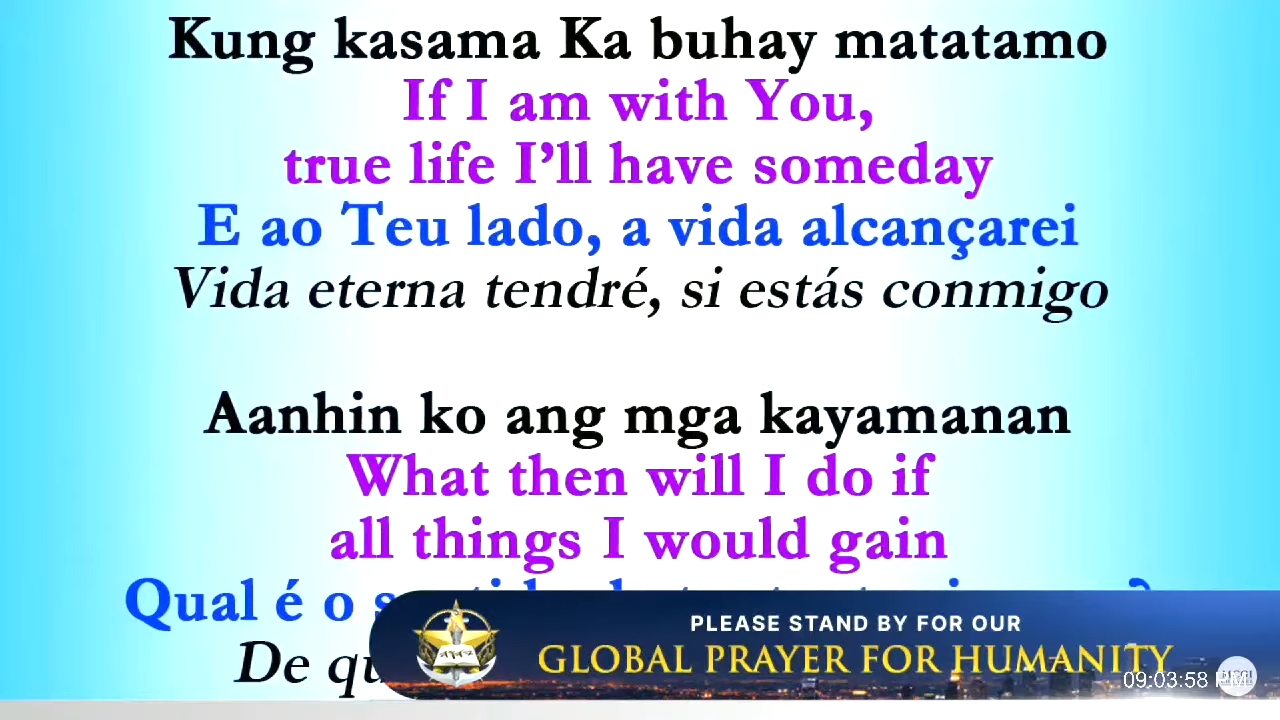 Kung kasama Ka buhay matatamo
If I am with You,
true life I'll have someday
E ao Teu lado, a vida alcançarei
Vida eterna tendré, si estás conmigo
Aanhin ko ang mga kayamanan
What then will I do if
all things I would gain
Qual é o
De
PLEASE STAND BY FOR OUR
GLOBAL PRAYER FOR HUMANITY
09:03:58 PM